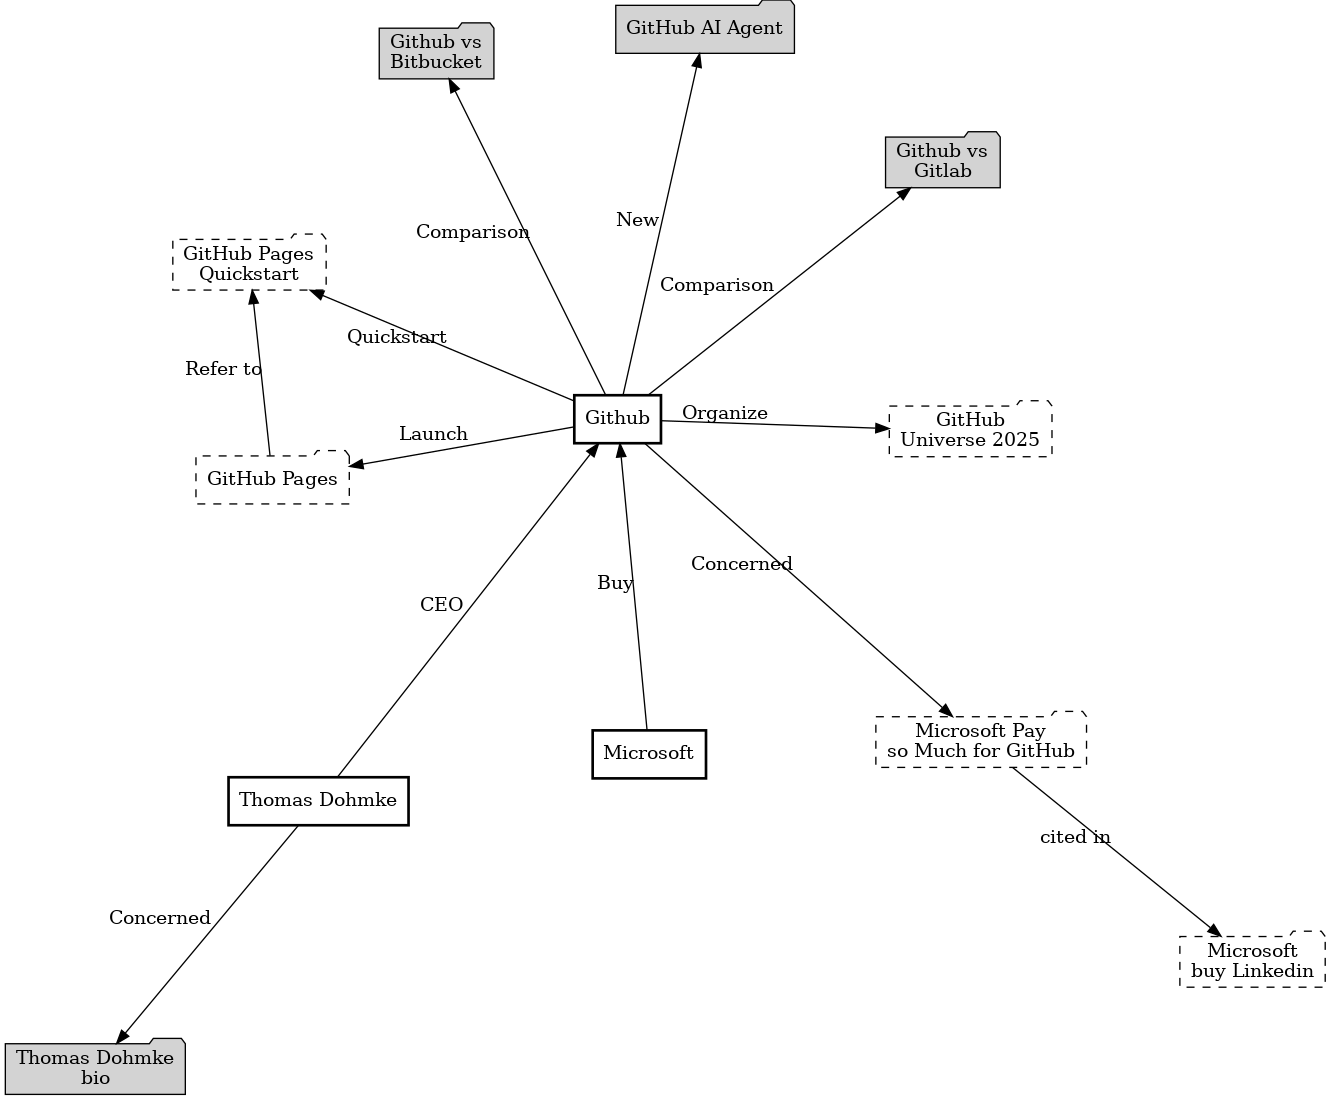 GitHub AI Agent
Github vs
Bitbucket
Github vs
Gitlab
New
Comparison
GitHub Pages
Quickstart
Comparison
Quickstart
Refer to
Organize
Github
GitHub
Universe 2025
Launch
GitHub Pages
Concerned
Buy
CEO
Microsoft Pay
so Much for GitHub
Microsoft
Thomas Dohmke
cited in
Concerned
Microsoft
buy Linkedin
Thomas Dohmke
bio